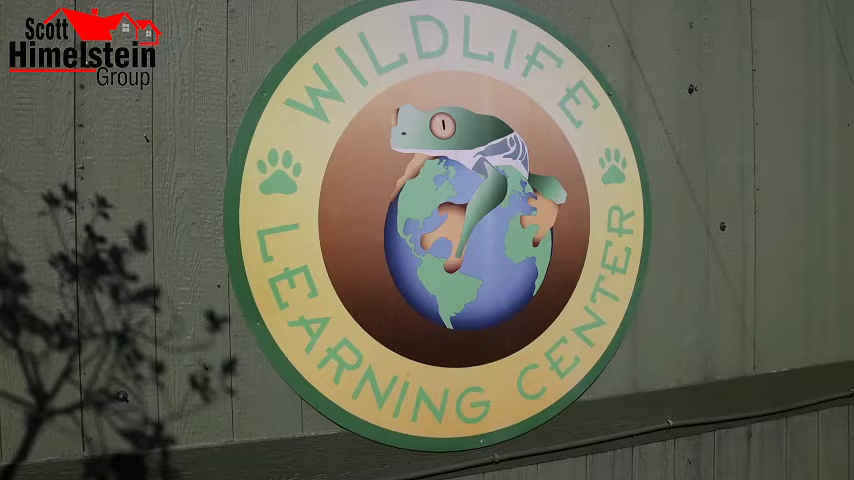 Scott
Himelstein
Group
WILDLIFE
LEARNING CENTER